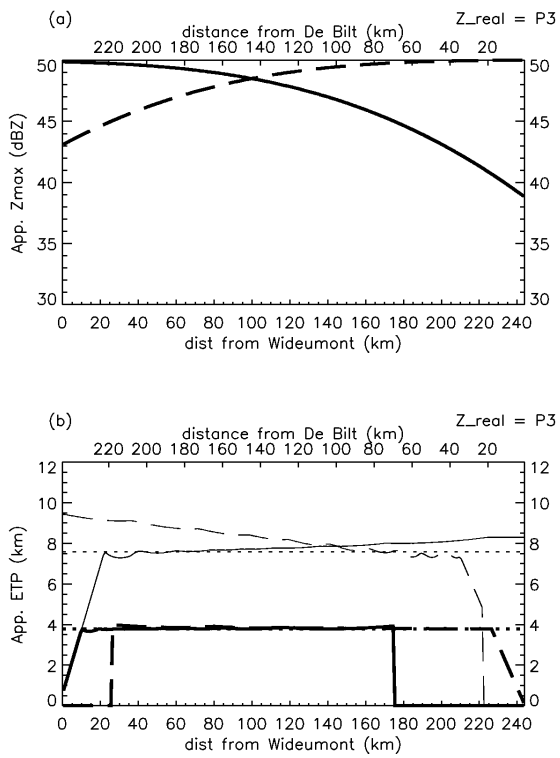 (a) Z_real = P3
distance from De Bilt (km)
220 200 180 160 140 120 100 80 60 40 20 0
50 50
45 45
40 40
35 35
30 30
App. Zmax (dBZ)
0 20 40 60 80 100 120 140 160 180 200 220 240
dist from Wideumont (km)
(b) Z_real = P3
distance from De Bilt (km)
220 200 180 160 140 120 100 80 60 40 20 0
12 12
10 10
8 8
6 6
4 4
2 2
0 0
App. ETP (km)
0 20 40 60 80 100 120 140 160 180 200 220 240
dist from Wideumont (km)